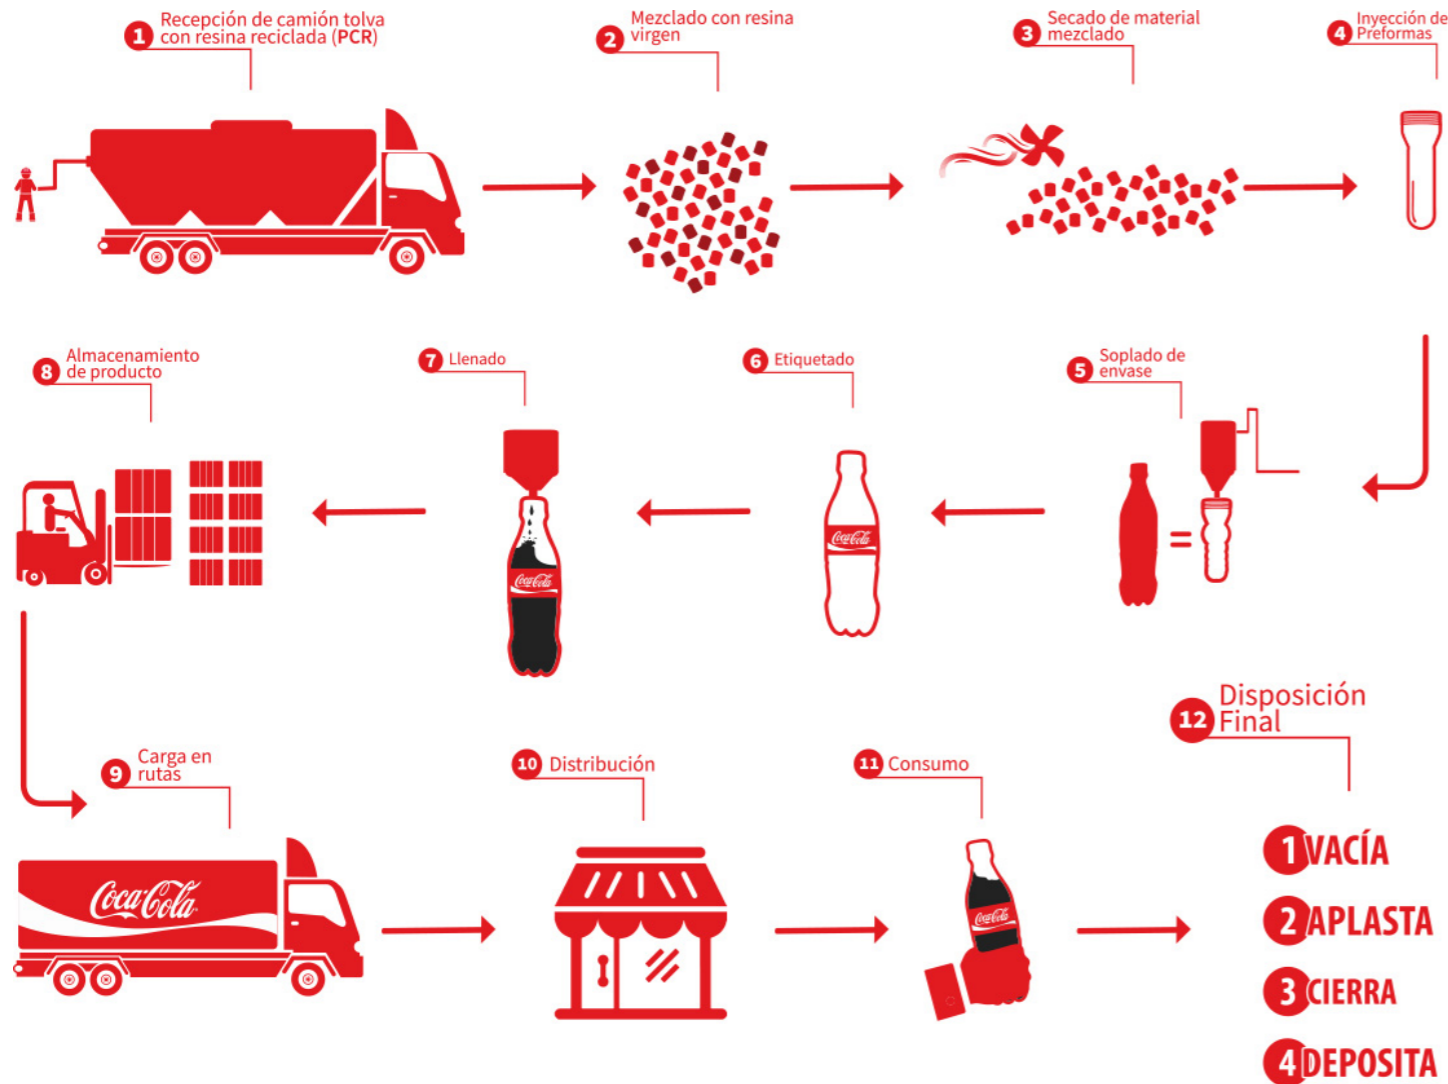 1 Recepción de camión tolva
con resina reciclada (PCR)
2 Mezclado con resina
virgen
3 Secado de material
mezclado
4 Inyección de
Preformas
5 Soplado de
envase
6 Etiquetado
Coca-Cola
7 Llenado
Coca-Cola
8 Almacenamiento
de producto
9 Carga en
rutas
Coca-Cola
10 Distribución
11 Consumo
Coca-Cola
12 Disposición
Final
1 VACÍA
2 APLASTA
3 CIERRA
4 DEPOSITA